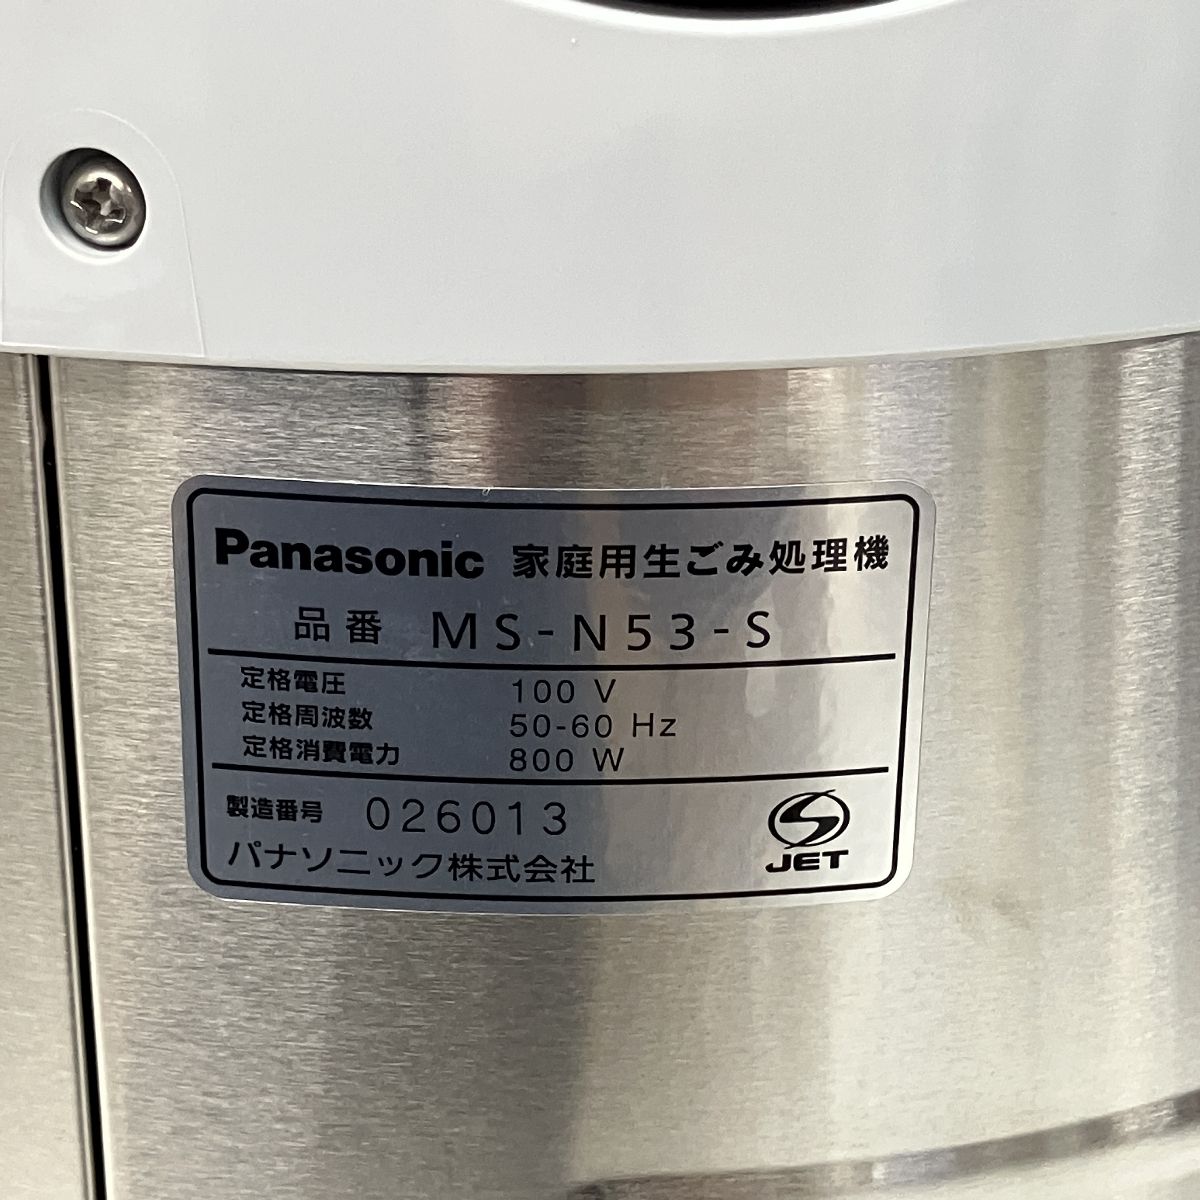 Panasonic 家庭用生ごみ処理機
品番 MS-N53-S
定格電圧 100 V
定格周波数 50-60 Hz
定格消費電力 800 W
製造番号 026013
パナソニック株式会社
JET